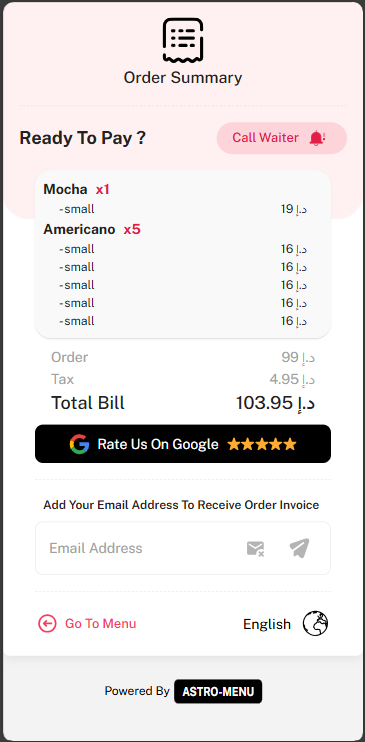 Order Summary
Ready To Pay ?
Call Waiter
Mocha x1
-small 19 د.إ
Americano x5
-small 16 د.إ
-small 16 د.إ
-small 16 د.إ
-small 16 د.إ
-small 16 د.إ
Order 99 د.إ
Tax 4.95 د.إ
Total Bill 103.95 د.إ
Rate Us On Google
Add Your Email Address To Receive Order Invoice
Email Address
Go To Menu
English
Powered By ASTRO-MENU